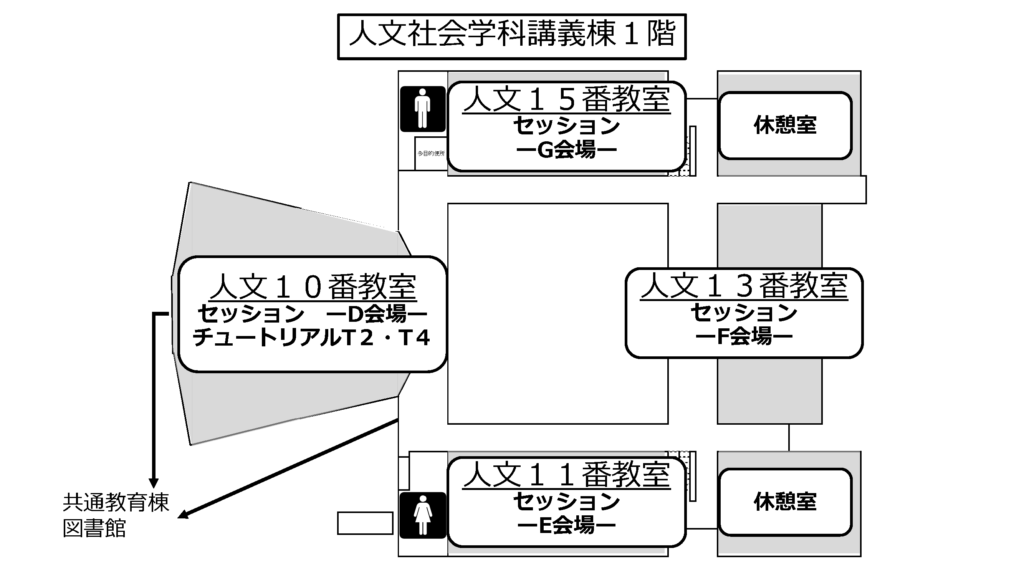 人文社会学科講義棟１階
人文１５番教室
セッション
ーG会場ー
休憩室
多目的便所
人文１０番教室
セッション　ーD会場ー
チュートリアルT２・T４
人文１３番教室
セッション
ーF会場ー
人文１１番教室
セッション
ーE会場ー
休憩室
共通教育棟
図書館